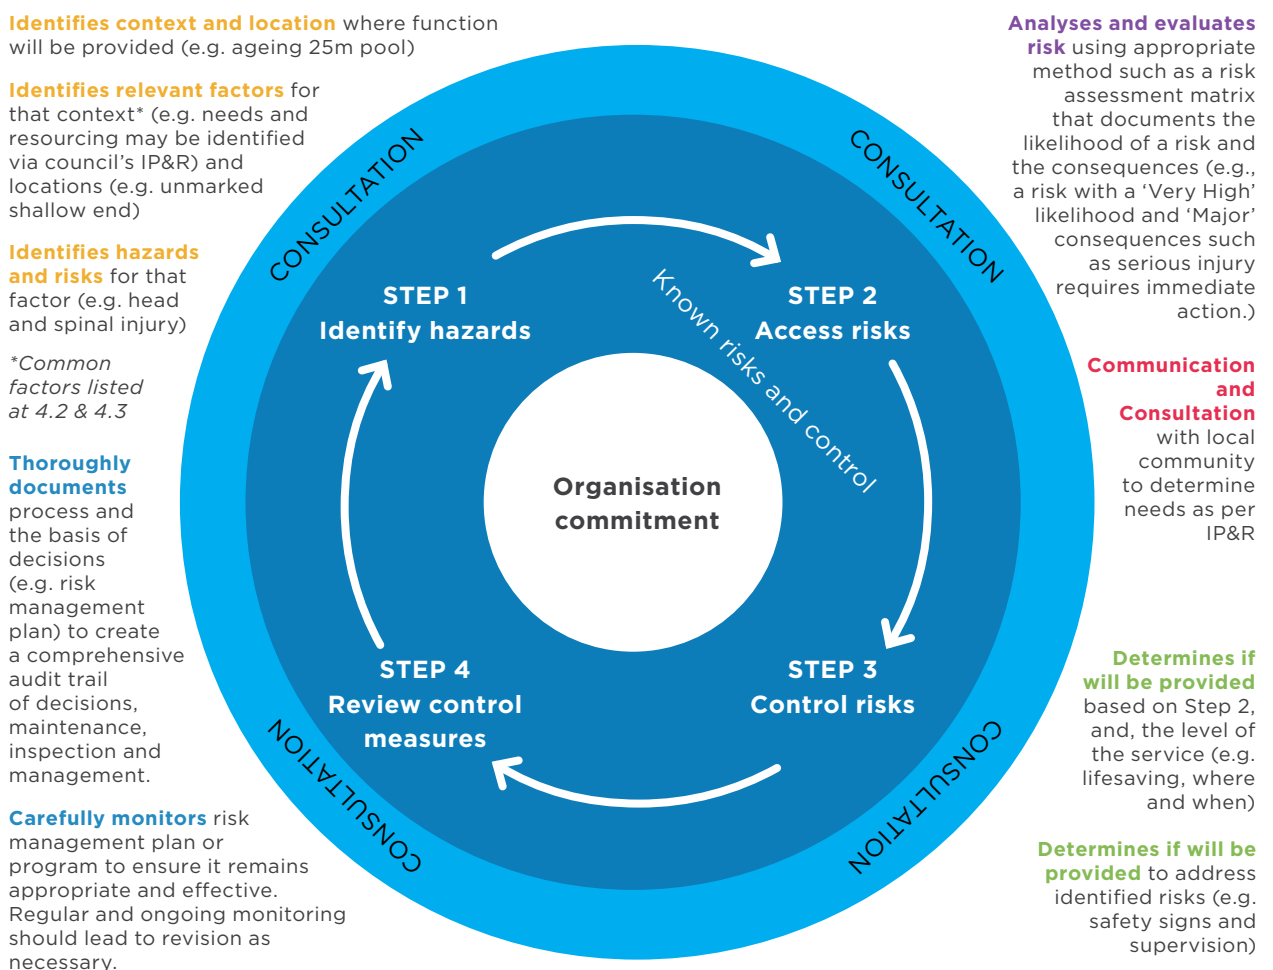 Identifies context and location where function
will be provided (e.g. ageing 25m pool)
Identifies relevant factors for
that context* (e.g. needs and
resourcing may be identified
via council's IP&R) and
locations (e.g. unmarked
shallow end)
Identifies hazards
and risks for that
factor (e.g. head
and spinal injury)
*Common
factors listed
at 4.2 & 4.3
Thoroughly
documents
process and
the basis of
decisions
(e.g. risk
management
plan) to create
a comprehensive
audit trail
of decisions,
maintenance,
inspection and
management.
Carefully monitors risk
management plan or
program to ensure it remains
appropriate and effective.
Regular and ongoing monitoring
should lead to revision as
necessary.
CONSULTATION
CONSULTATION
CONSULTATION
CONSULTATION
STEP 1
Identify hazards
STEP 2
Access risks
Known risks and control
Organisation
commitment
STEP 3
Control risks
STEP 4
Review control
measures
Analyses and evaluates
risk using appropriate
method such as a risk
assessment matrix
that documents the
likelihood of a risk and
the consequences (e.g.,
a risk with a 'Very High'
likelihood and 'Major'
consequences such
as serious injury
requires immediate
action.)
Communication
and
Consultation
with local
community
to determine
needs as per
IP&R
Determines if
will be provided
based on Step 2,
and, the level of
the service (e.g.
lifesaving, where
and when)
Determines if will be
provided to address
identified risks (e.g.
safety signs and
supervision)